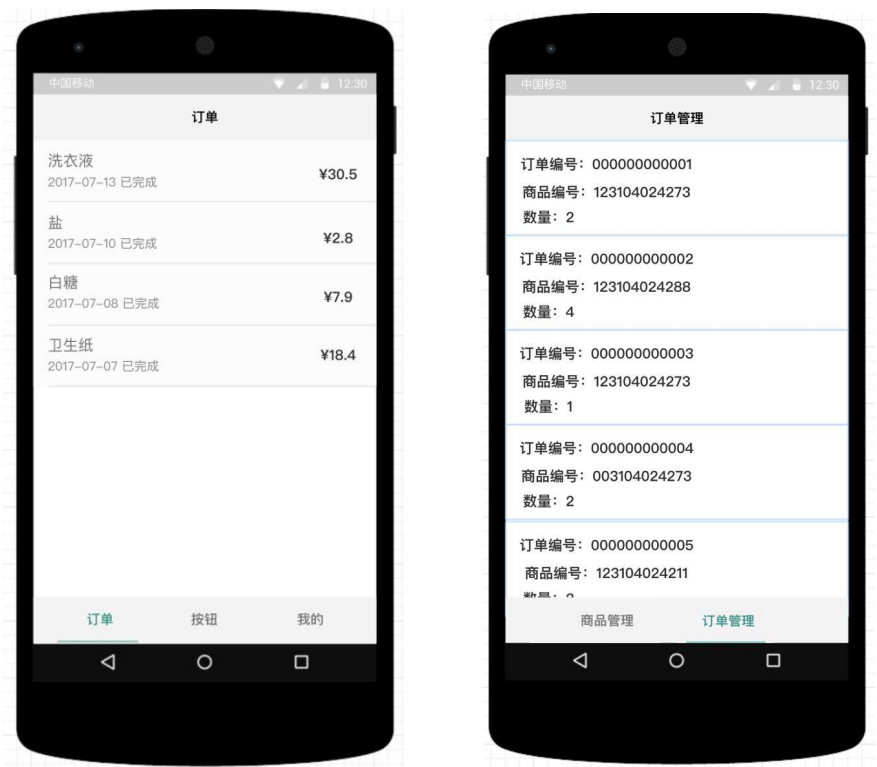 中国移动 12:30
订单
洗衣液
2017-07-13 已完成
¥30.5
盐
2017-07-10 已完成
¥2.8
白糖
2017-07-08 已完成
¥7.9
卫生纸
2017-07-07 已完成
¥18.4
订单 按钮 我的
中国移动 12:30
订单管理
订单编号：000000000001
商品编号：123104024273
数量：2
订单编号：000000000002
商品编号：123104024288
数量：4
订单编号：000000000003
商品编号：123104024273
数量：1
订单编号：000000000004
商品编号：003104024273
数量：2
订单编号：000000000005
商品编号：123104024211
商品管理 订单管理